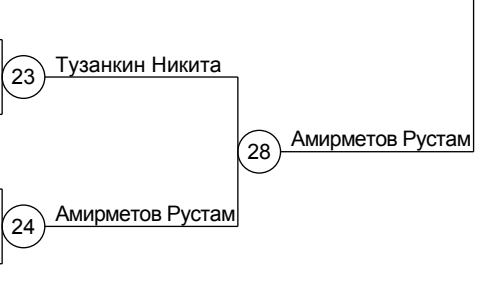 23 Тузанкин Никита
28 Амирметов Рустам
24 Амирметов Рустам